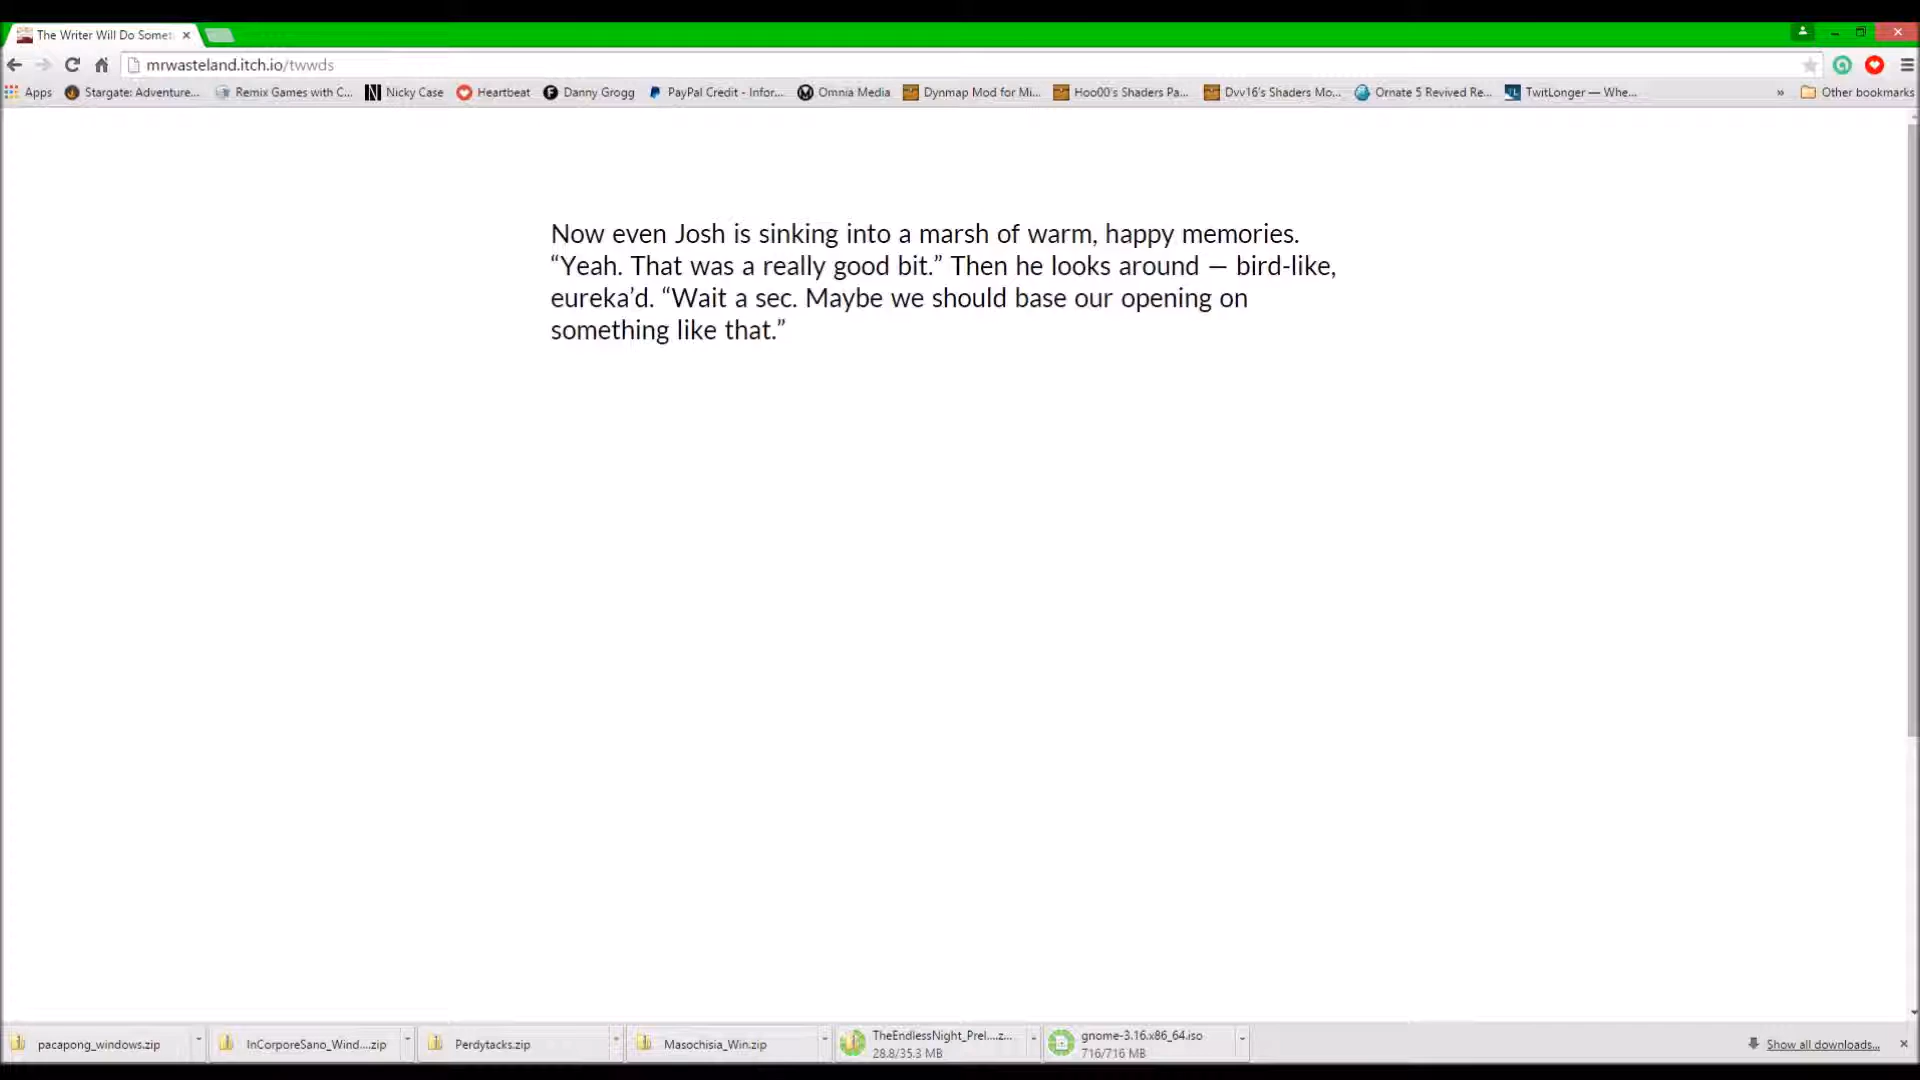 The Writer Will Do Somet
mrwasteland.itch.io/twwds
Apps Stargate: Adventure... Remix Games with C... Nicky Case Heartbeat Danny Grogg PayPal Credit - Infor... Omnia Media Dynmap Mod for Mi... Hoo00's Shaders Pa... Dvv16's Shaders Mo... Ornate 5 Revived Re... TwitLonger — Whe... » Other bookmarks
Now even Josh is sinking into a marsh of warm, happy memories.
“Yeah. That was a really good bit.” Then he looks around — bird-like,
eureka’d. “Wait a sec. Maybe we should base our opening on
something like that.”
pacapong_windows.zip InCorporeSano_Wind....zip Perdytacks.zip Masochisia_Win.zip TheEndlessNight_Prel....z... gnome-3.16.x86_64.iso Show all downloads...
28.8/35.3 MB 716/716 MB